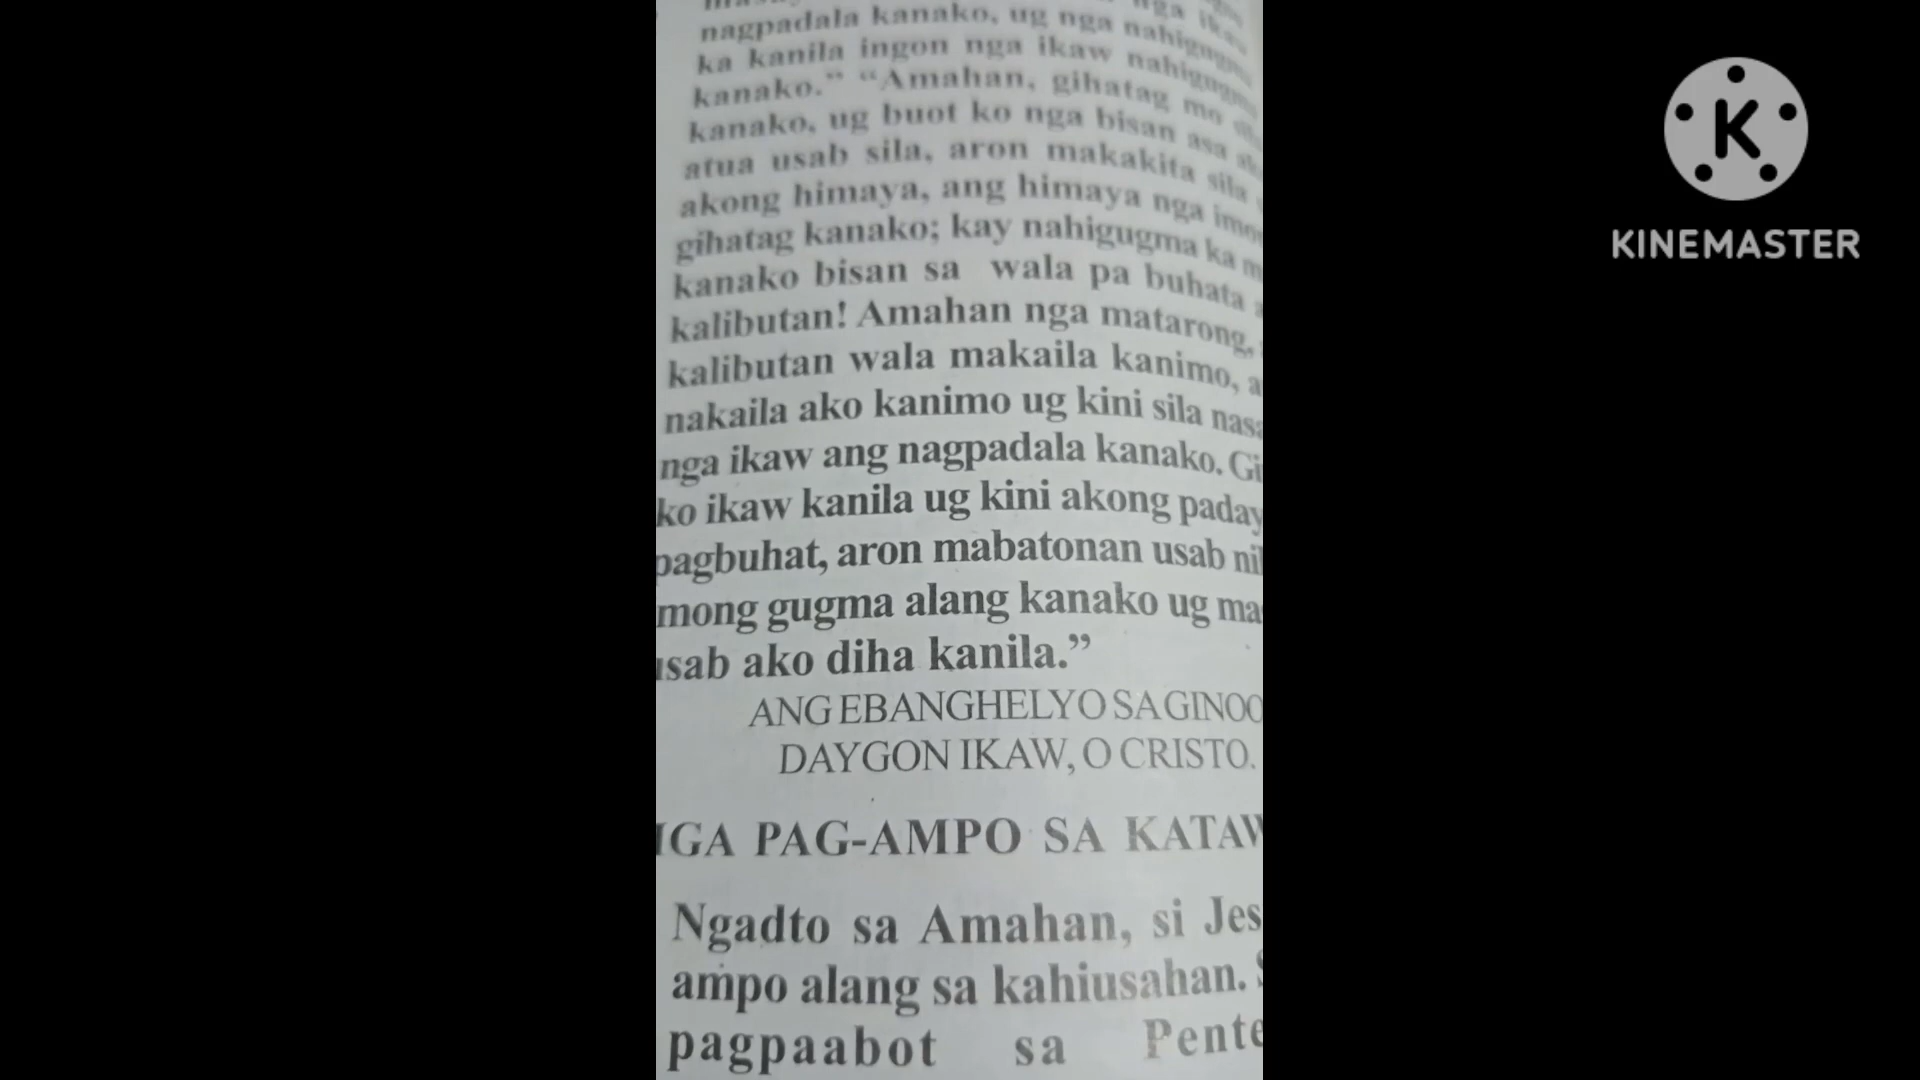 nagpadala kanako, ug nga
ka kanila ingon nga ikaw
kanako.” “Amahan, gihatag mo
kanako, ug buot ko nga bisan asa
atua usab sila, aron makakita sila
akong himaya, ang himaya nga
gihatag kanako; kay nahigugma ka
kanako bisan sa wala pa buhata
kalibutan! Amahan nga matarong,
kalibutan wala makaila kanimo,
nakaila ako kanimo ug kini sila
nga ikaw ang nagpadala kanako.
ko ikaw kanila ug kini akong
pagbuhat, aron mabatonan usab
mong gugma alang kanako ug
sab ako diha kanila.”
ANG EBANGHELYO SA GINOO
DAYGON IKAW, O CRISTO.
GA PAG-AMPO SA
Ngadto sa Amahan, si
ampo alang sa kahiusahan.
pagpaabot sa
K
KINEMASTER